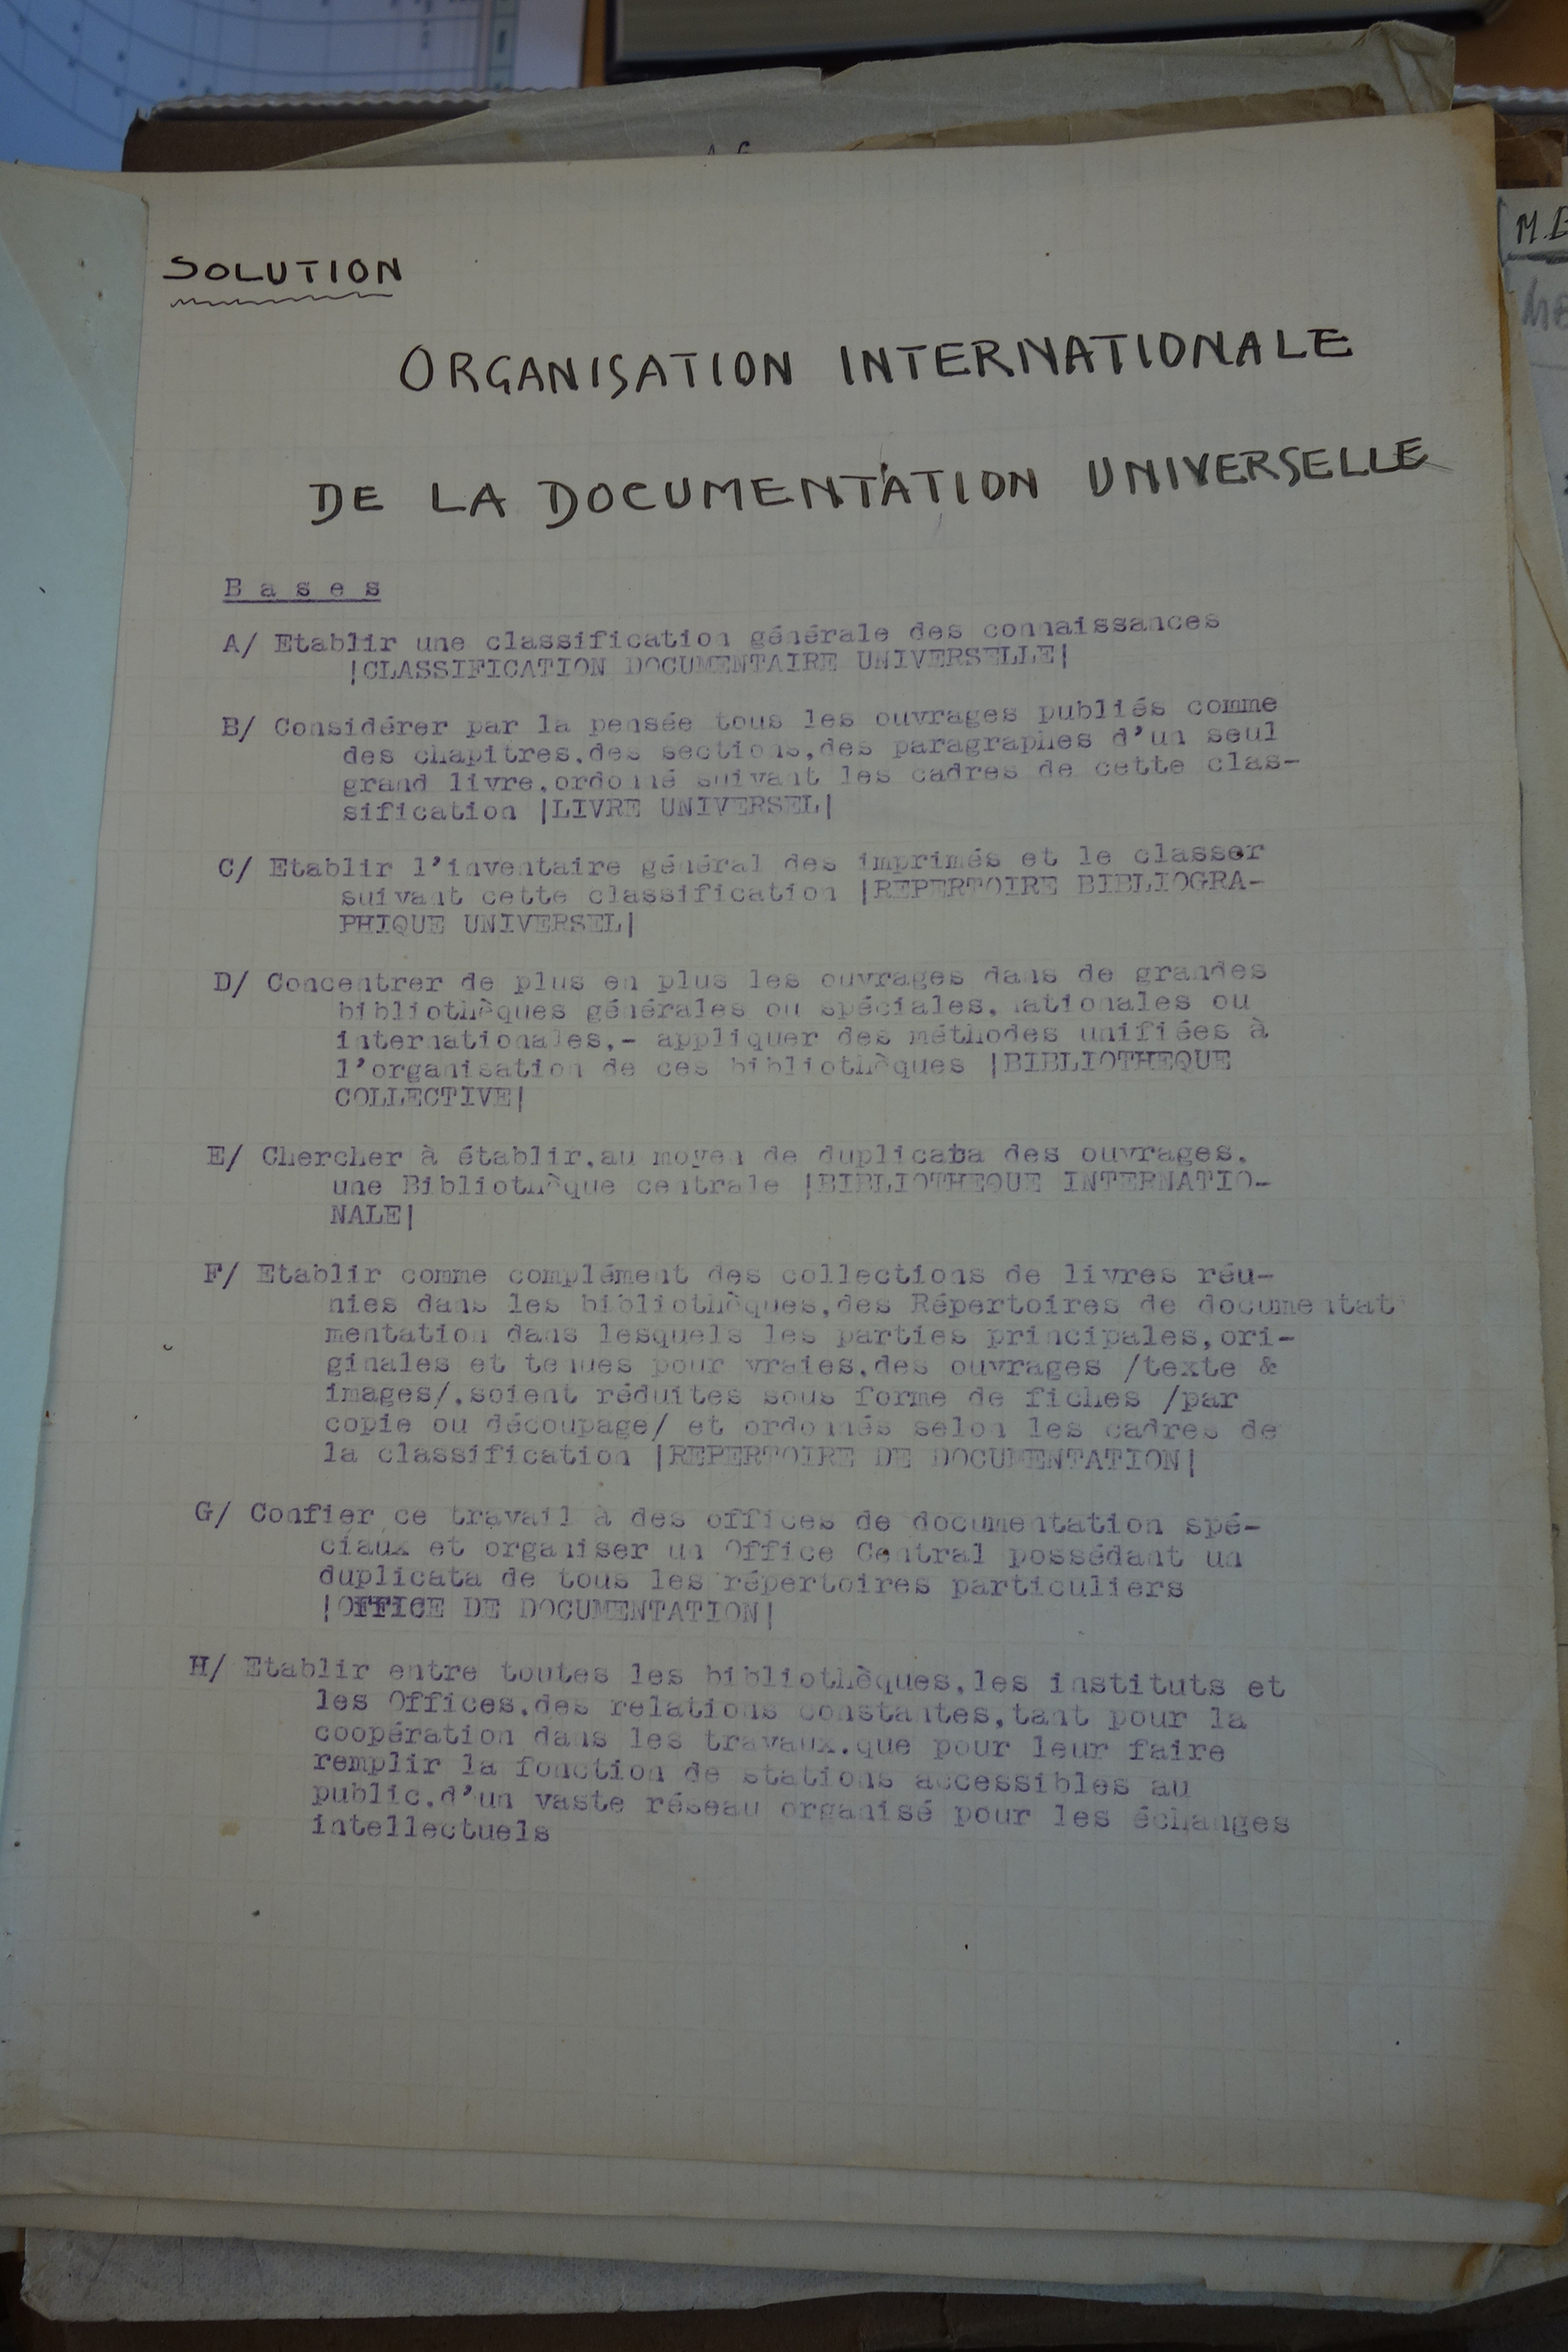 SOLUTION
ORGANISATION INTERNATIONALE
DE LA DOCUMENTATION UNIVERSELLE
Bases
A/ Etablir une classification générale des connaissances
|CLASSIFICATION DOCUMENTAIRE UNIVERSELLE|
B/ Considérer par la pensée tous les ouvrages publiés comme
des chapitres,des sections,des paragraphes d'un seul
grand livre,ordonné suivant les cadres de cette clas-
sification |LIVRE UNIVERSEL|
C/ Etablir l'inventaire général des imprimés et le classer
suivant cette classification |REPERTOIRE BIBLIOGRA-
PHIQUE UNIVERSEL|
D/ Concentrer de plus en plus les ouvrages dans de grandes
bibliothèques générales ou spéciales, nationales ou
internationales,- appliquer des méthodes unifiées à
l'organisation de ces bibliothèques |BIBLIOTHEQUE
COLLECTIVE|
E/ Chercher à établir,au moyen de duplicata des ouvrages,
une Bibliothèque centrale |BIBLIOTHEQUE INTERNATIO-
NALE|
F/ Etablir comme complément des collections de livres réu-
nies dans les bibliothèques,des Répertoires de documentat
mentation dans lesquels les parties principales,ori-
ginales et tenues pour vraies,des ouvrages /texte &
images/,soient réduites sous forme de fiches /par
copie ou découpage/ et ordonnés selon les cadres de
la classification |REPERTOIRE DE DOCUMENTATION|
G/ Confier ce travail à des offices de documentation spé-
ciaux et organiser un Office Central possédant un
duplicata de tous les répertoires particuliers
|OFFICE DE DOCUMENTATION|
H/ Etablir entre toutes les bibliothèques,les instituts et
les Offices,des relations constantes,tant pour la
coopération dans les travaux,que pour leur faire
remplir la fonction de stations accessibles au
public,d'un vaste réseau organisé pour les échanges
intellectuels